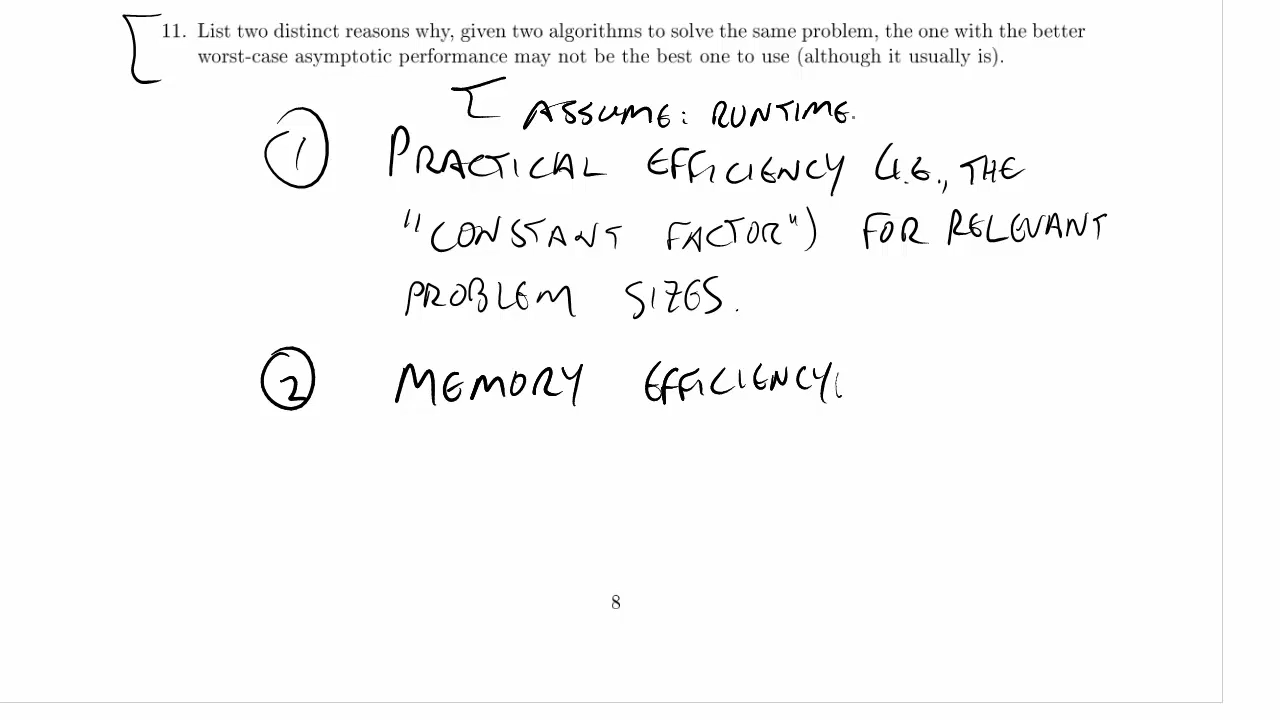 11. List two distinct reasons why, given two algorithms to solve the same problem, the one with the better
worst-case asymptotic performance may not be the best one to use (although it usually is).
ASSUME: RUNTIME.
1 PRACTICAL EFFICIENCY (I.E., THE
"CONSTANT FACTOR") FOR RELEVANT
PROBLEM SIZES.
2 MEMORY EFFICIENCY(
8